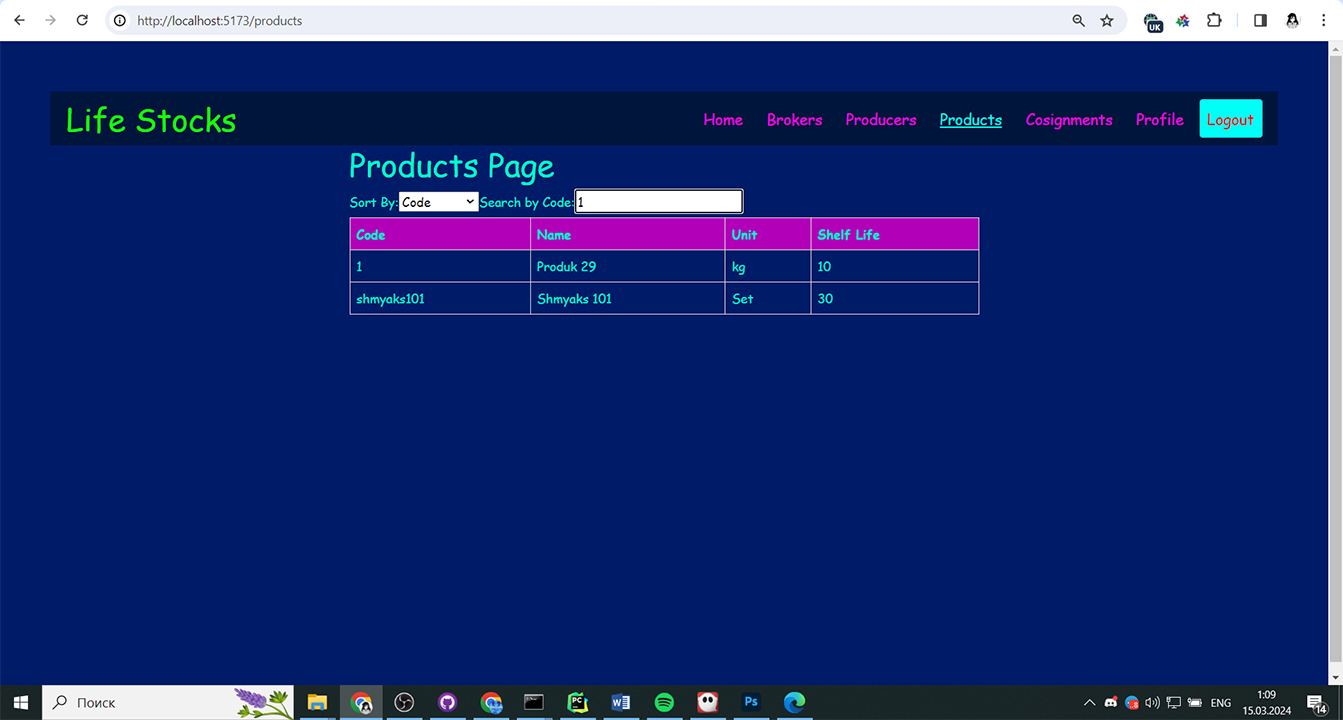 http://localhost:5173/products
UK
Life Stocks
Home Brokers Producers Products Cosignments Profile Logout
Products Page
Sort By: Code Search by Code: 1
Code Name Unit Shelf Life
1 Produk 29 kg 10
shmyaks101 Shmyaks 101 Set 30
Поиск PC W Ps ENG 1:09
15.03.2024 14